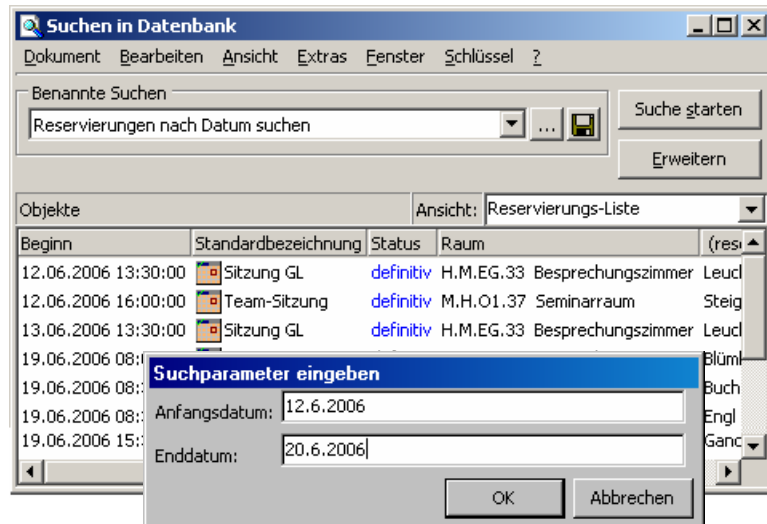 Suchen in Datenbank
Dokument Bearbeiten Ansicht Extras Fenster Schlüssel ?
Benannte Suchen
Reservierungen nach Datum suchen
...
Suche starten
Erweitern
Objekte
Ansicht: Reservierungs-Liste
Beginn Standardbezeichnung Status Raum
12.06.2006 13:30:00 Sitzung GL definitiv H.M.EG.33 Besprechungszimmer Leucl
12.06.2006 16:00:00 Team-Sitzung definitiv M.H.O1.37 Seminarraum Steig
13.06.2006 13:30:00 Sitzung GL definitiv H.M.EG.33 Besprechungszimmer Leucl
19.06.2006 08:
19.06.2006 08: Buch
19.06.2006 08: Engl
19.06.2006 15:
Suchparameter eingeben
Anfangsdatum: 12.6.2006
Enddatum: 20.6.2006
OK Abbrechen